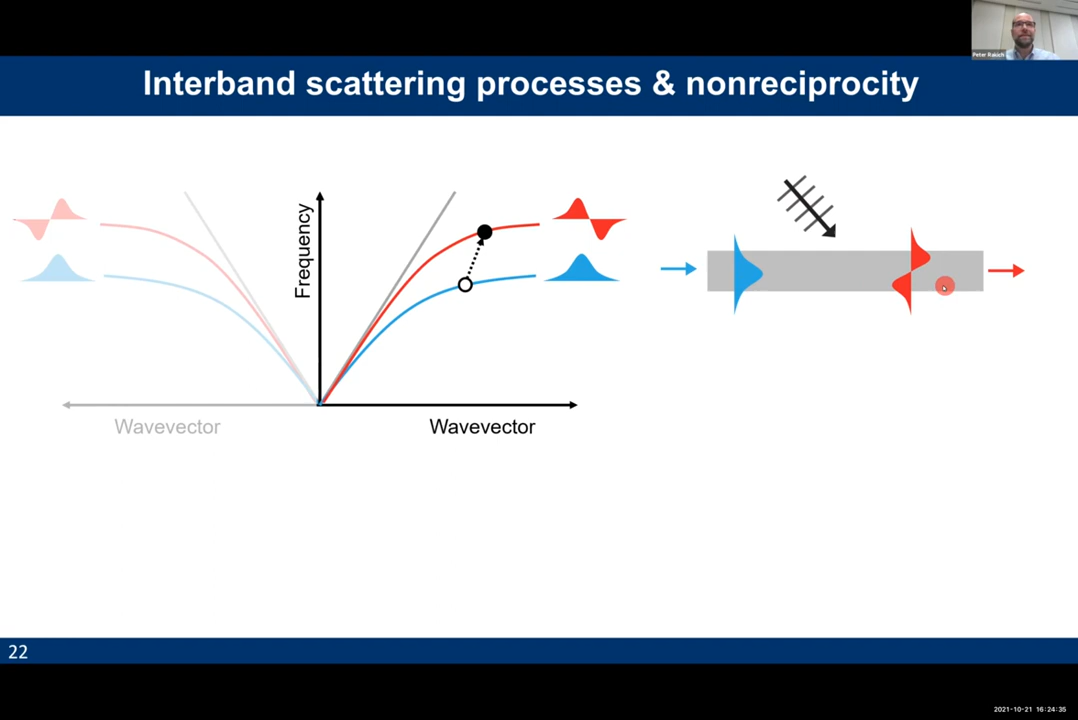 Peter Rakich
Interband scattering processes & nonreciprocity
Frequency
Wavevector
Wavevector
22
2021-10-21 16:24:35